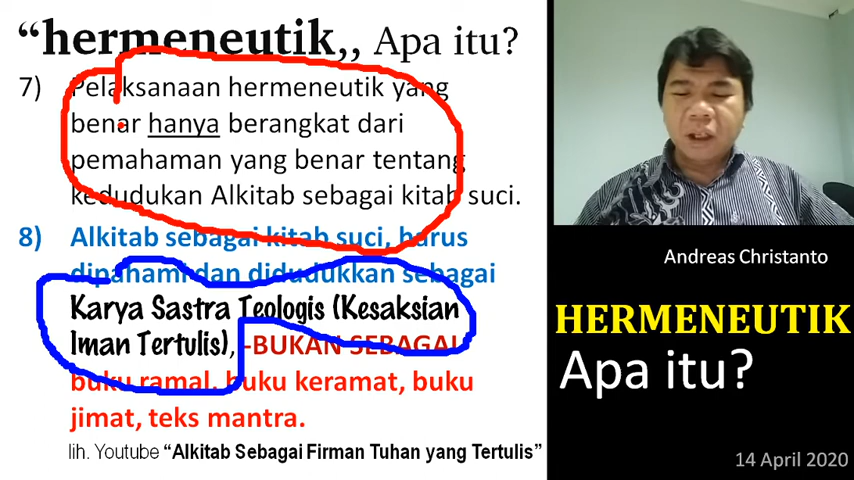 “hermeneutik,, Apa itu?
7) Pelaksanaan hermeneutik yang
benar hanya berangkat dari
pemahaman yang benar tentang
kedudukan Alkitab sebagai kitab suci.
8) Alkitab sebagai kitab suci, harus
dipahami dan didudukkan sebagai
Karya Sastra Teologis (Kesaksian
Iman Tertulis), -BUKAN SEBAGAI
buku ramal, buku keramat, buku
jimat, teks mantra.
lih. Youtube “Alkitab Sebagai Firman Tuhan yang Tertulis”
Andreas Christanto
HERMENEUTIK
Apa itu?
14 April 2020